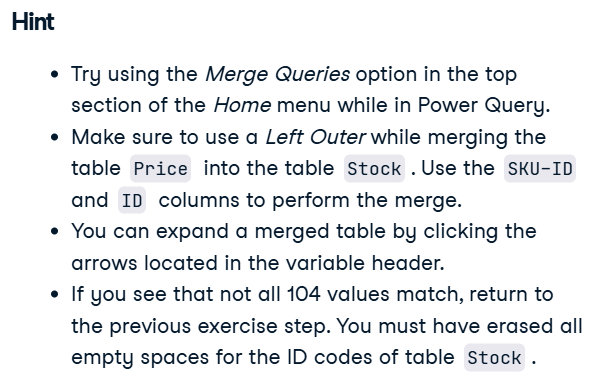 Hint
• Try using the Merge Queries option in the top
section of the Home menu while in Power Query.
• Make sure to use a Left Outer while merging the
table Price into the table Stock . Use the SKU-ID
and ID columns to perform the merge.
• You can expand a merged table by clicking the
arrows located in the variable header.
• If you see that not all 104 values match, return to
the previous exercise step. You must have erased all
empty spaces for the ID codes of table Stock .